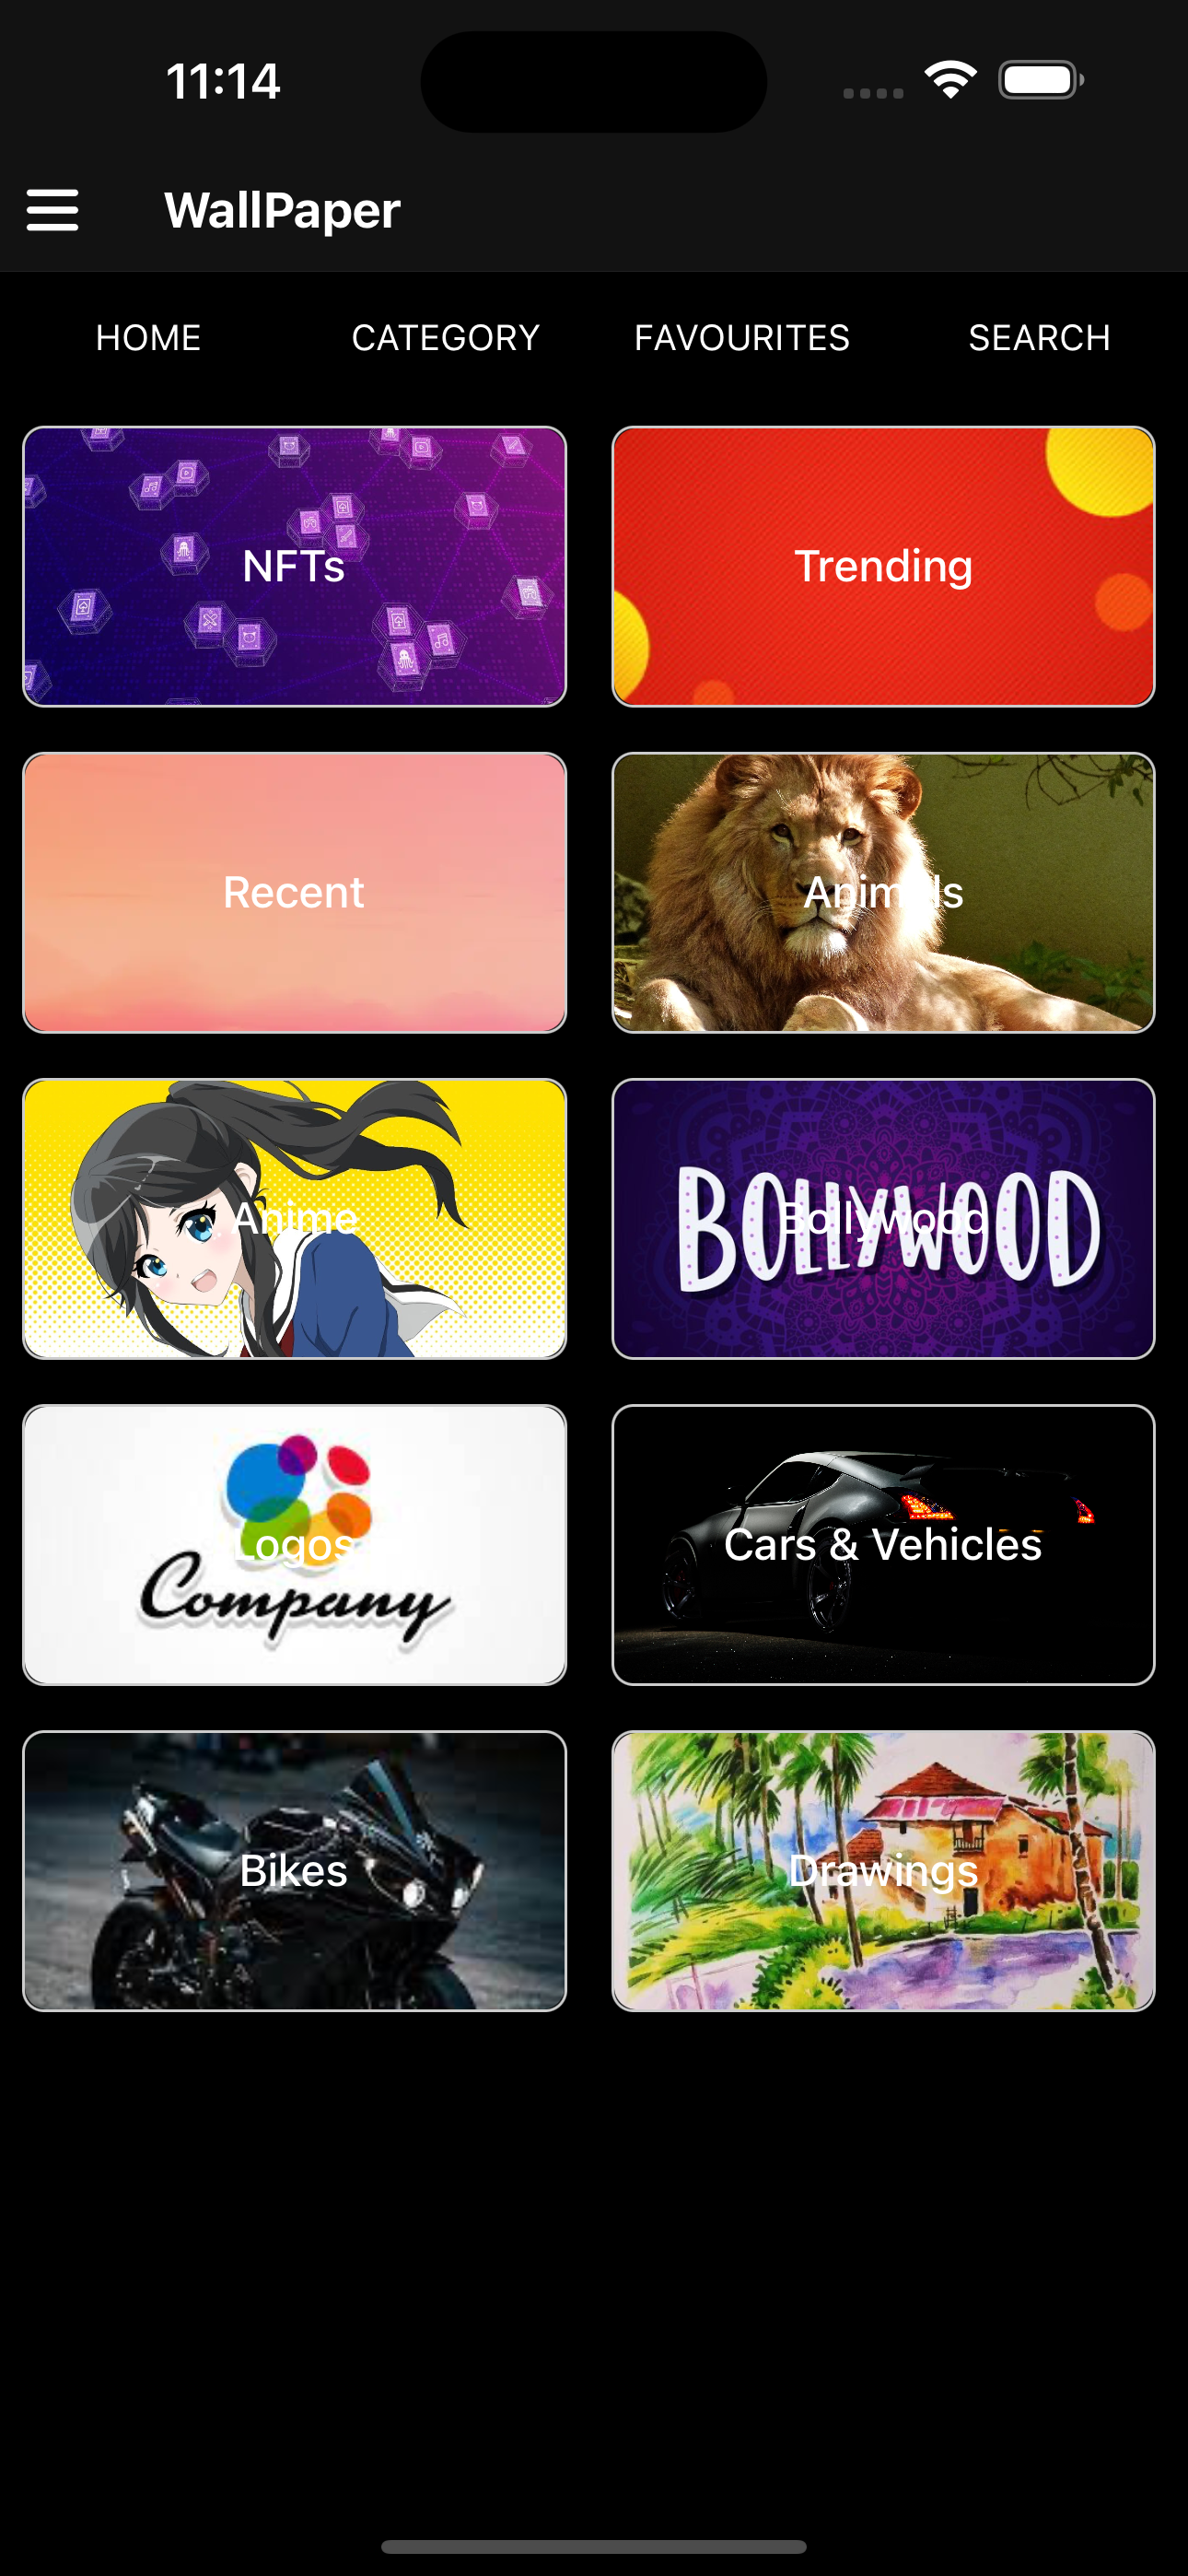 11:14
WallPaper
HOME CATEGORY FAVOURITES SEARCH
NFTs
Trending
Recent
Animals
Anime
BOLLYWOOD
Bollywood
Logos
Company
Cars & Vehicles
Bikes
Drawings